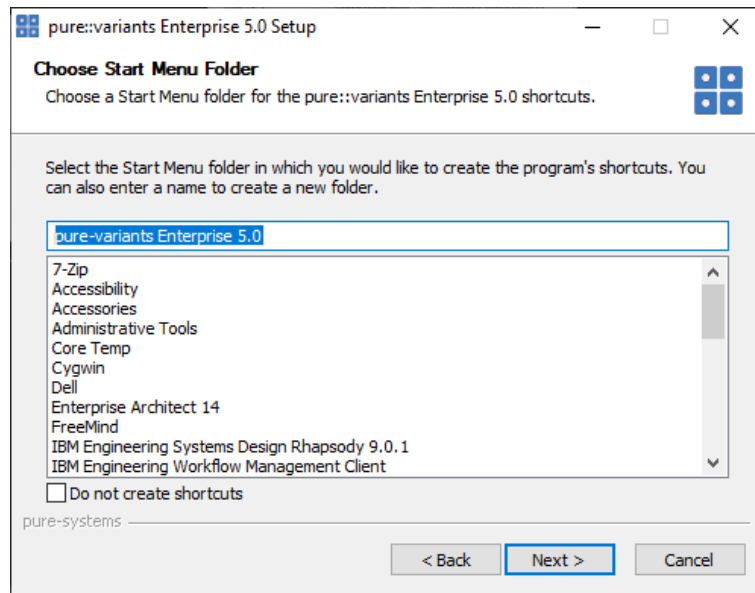 pure::variants Enterprise 5.0 Setup
Choose Start Menu Folder
Choose a Start Menu folder for the pure::variants Enterprise 5.0 shortcuts.
Select the Start Menu folder in which you would like to create the program's shortcuts. You
can also enter a name to create a new folder.
pure-variants Enterprise 5.0
7-Zip
Accessibility
Accessories
Administrative Tools
Core Temp
Cygwin
Dell
Enterprise Architect 14
FreeMind
IBM Engineering Systems Design Rhapsody 9.0.1
IBM Engineering Workflow Management Client
Do not create shortcuts
pure-systems
< Back Next > Cancel